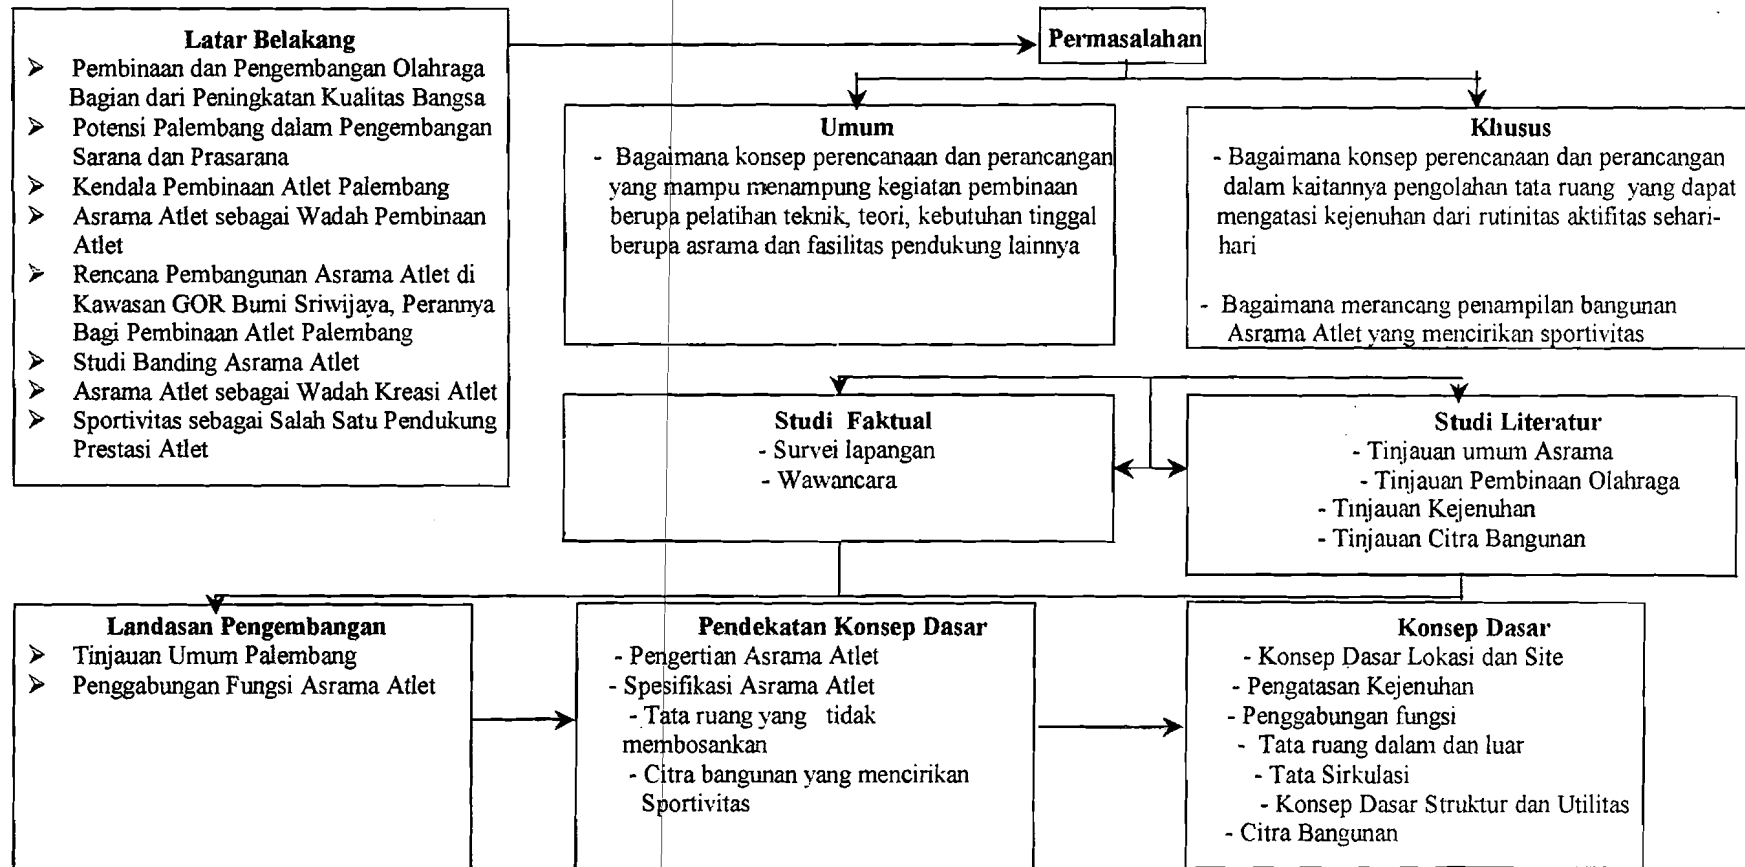 Latar Belakang
➢ Pembinaan dan Pengembangan Olahraga
Bagian dari Peningkatan Kualitas Bangsa
➢ Potensi Palembang dalam Pengembangan
Sarana dan Prasarana
➢ Kendala Pembinaan Atlet Palembang
➢ Asrama Atlet sebagai Wadah Pembinaan
Atlet
➢ Rencana Pembangunan Asrama Atlet di
Kawasan GOR Bumi Sriwijaya, Perannya
Bagi Pembinaan Atlet Palembang
➢ Studi Banding Asrama Atlet
➢ Asrama Atlet sebagai Wadah Kreasi Atlet
➢ Sportivitas sebagai Salah Satu Pendukung
Prestasi Atlet
Permasalahan
Umum
- Bagaimana konsep perencanaan dan perancangan
yang mampu menampung kegiatan pembinaan
berupa pelatihan teknik, teori, kebutuhan tinggal
berupa asrama dan fasilitas pendukung lainnya
Khusus
- Bagaimana konsep perencanaan dan perancangan
dalam kaitannya pengolahan tata ruang yang dapat
mengatasi kejenuhan dari rutinitas aktifitas sehari-
hari
- Bagaimana merancang penampilan bangunan
Asrama Atlet yang mencirikan sportivitas
Studi Faktual
- Survei lapangan
- Wawancara
Studi Literatur
- Tinjauan umum Asrama
- Tinjauan Pembinaan Olahraga
- Tinjauan Kejenuhan
- Tinjauan Citra Bangunan
Landasan Pengembangan
➢ Tinjauan Umum Palembang
➢ Penggabungan Fungsi Asrama Atlet
Pendekatan Konsep Dasar
- Pengertian Asrama Atlet
- Spesifikasi Asrama Atlet
- Tata ruang yang tidak
membosankan
- Citra bangunan yang mencirikan
Sportivitas
Konsep Dasar
- Konsep Dasar Lokasi dan Site
- Pengatasan Kejenuhan
- Penggabungan fungsi
- Tata ruang dalam dan luar
- Tata Sirkulasi
- Konsep Dasar Struktur dan Utilitas
- Citra Bangunan